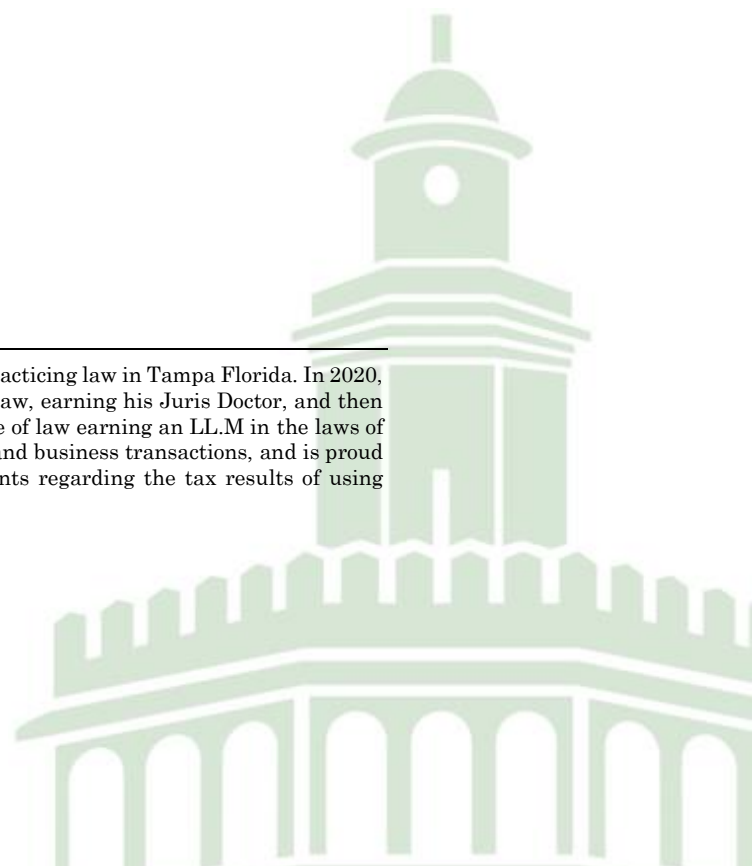 acticing law in Tampa Florida. In 2020,
aw, earning his Juris Doctor, and then
e of law earning an LL.M in the laws of
and business transactions, and is proud
nts regarding the tax results of using